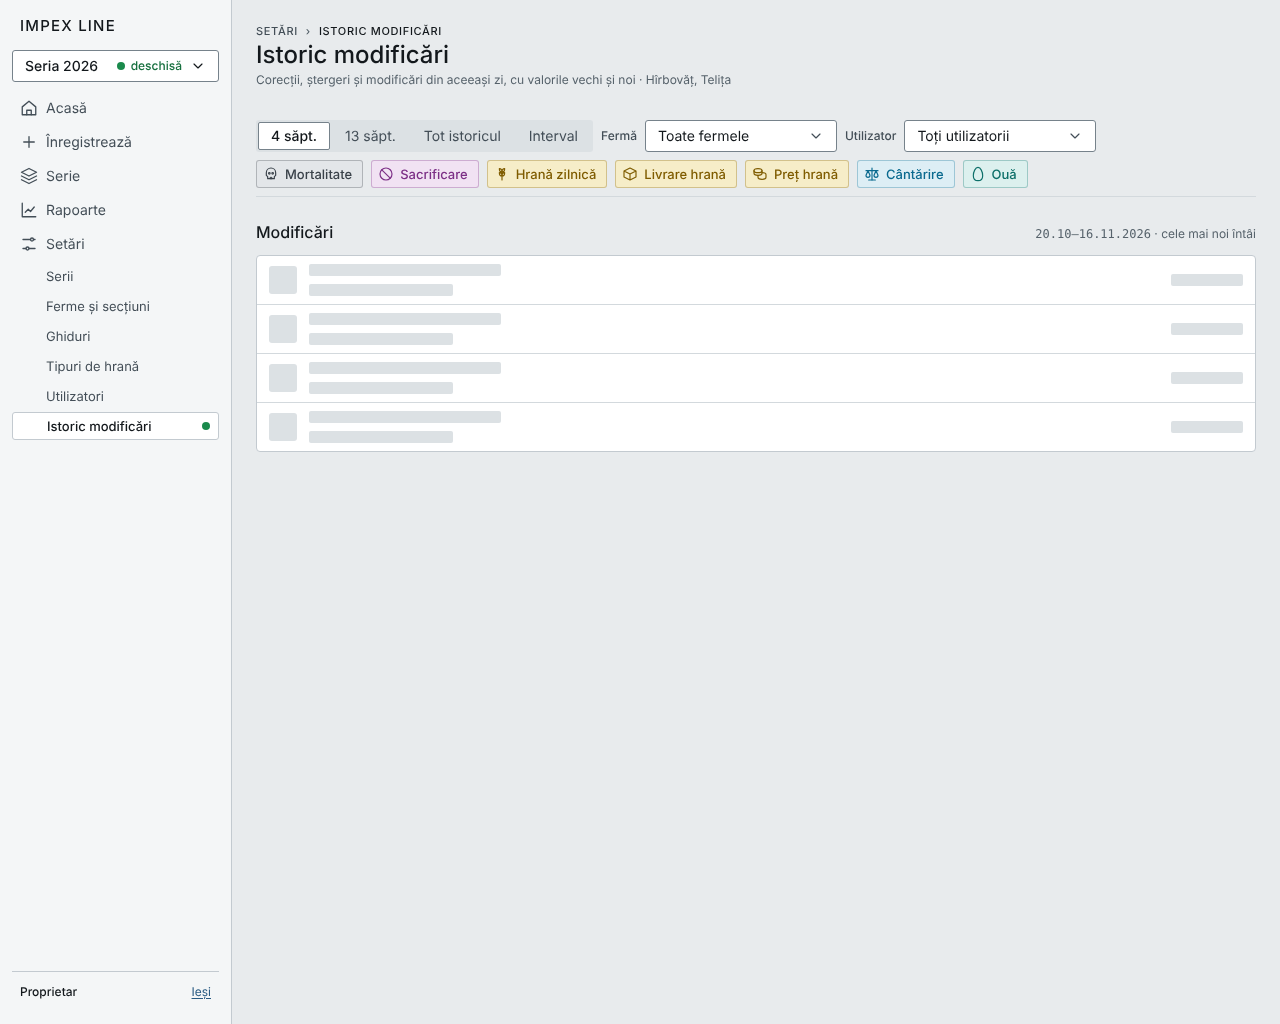 IMPEX LINE
Seria 2026 deschisă
Acasă
Înregistrează
Serie
Rapoarte
Setări
Serii
Ferme și secțiuni
Ghiduri
Tipuri de hrană
Utilizatori
Istoric modificări
Proprietar Ieși
SETĂRI › ISTORIC MODIFICĂRI
Istoric modificări
Corecții, ștergeri și modificări din aceeași zi, cu valorile vechi și noi · Hîrbovăț, Telița
4 săpt. 13 săpt. Tot istoricul Interval Fermă Toate fermele Utilizator Toți utilizatorii
Mortalitate Sacrificare Hrană zilnică Livrare hrană Preț hrană Cântărire Ouă
Modificări 20.10–16.11.2026 · cele mai noi întâi